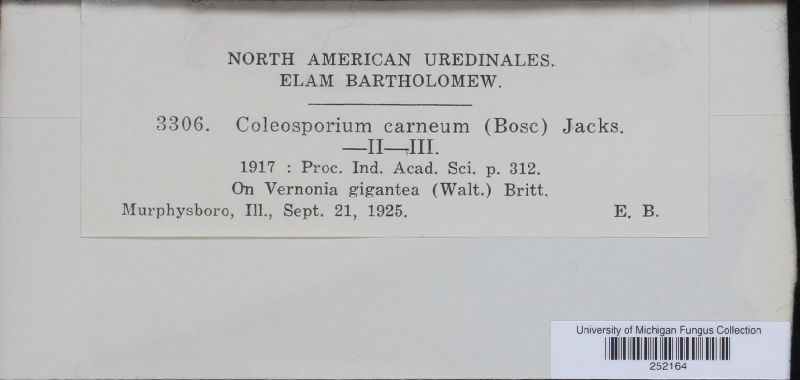 NORTH AMERICAN UREDINALES.
ELAM BARTHOLOMEW.
3306. Coleosporium carneum (Bosc) Jacks.
—II—III.
1917 : Proc. Ind. Acad. Sci. p. 312.
On Vernonia gigantea (Walt.) Britt.
Murphysboro, Ill., Sept. 21, 1925. E. B.
University of Michigan Fungus Collection
252164